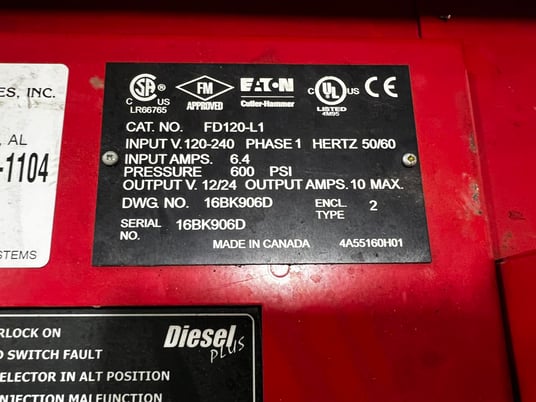 ES, INC.
, AL
-1104
STEMS
C SA ® US
LR66765
FM
APPROVED
EATON
Cutler-Hammer
C UL US
LISTED
4M95
CE
CAT. NO. FD120-L1
INPUT V. 120-240 PHASE 1 HERTZ 50/60
INPUT AMPS. 6.4
PRESSURE 600 PSI
OUTPUT V. 12/24 OUTPUT AMPS. 10 MAX.
DWG. NO. 16BK906D ENCL. TYPE 2
SERIAL NO. 16BK906D
MADE IN CANADA 4A55160H01
Diesel plus
RLOCK ON
D SWITCH FAULT
ELECTOR IN ALT POSITION
INJECTION MALFUNCTION